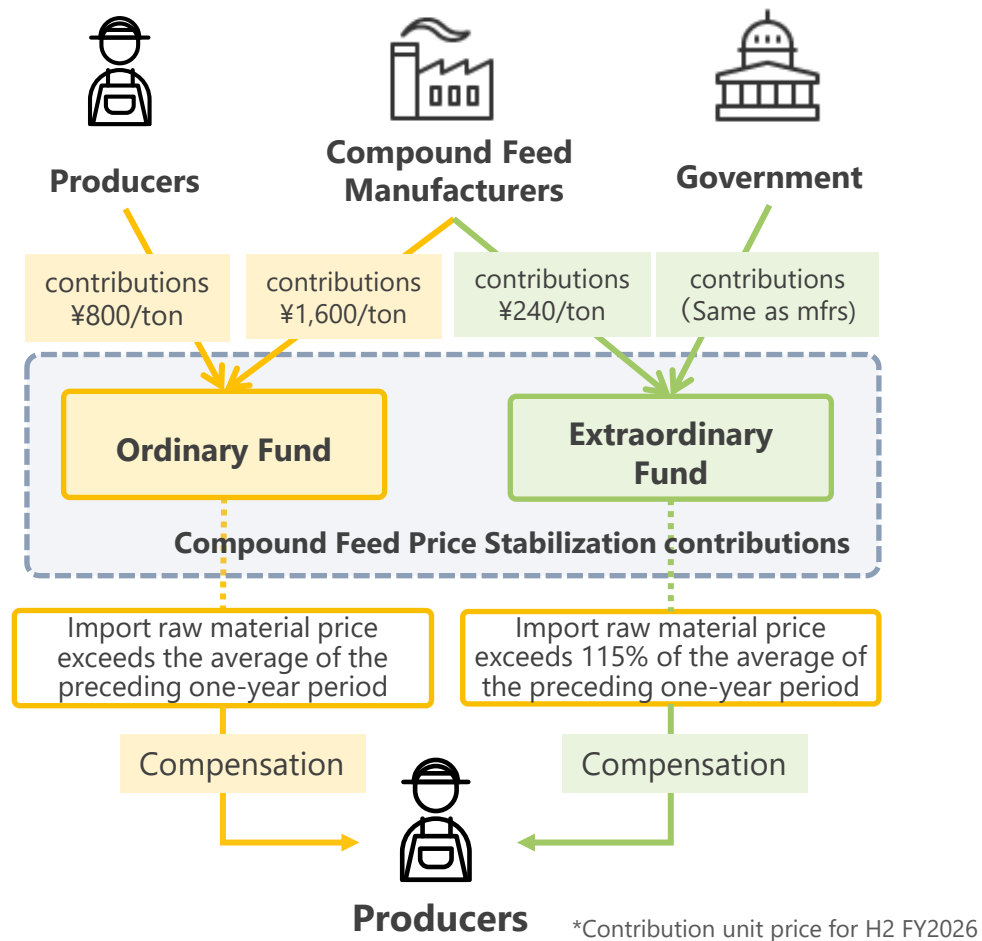 Producers
Compound Feed
Manufacturers
Government
contributions
¥800/ton
contributions
¥1,600/ton
contributions
¥240/ton
contributions
（Same as mfrs)
Ordinary Fund
Extraordinary
Fund
Compound Feed Price Stabilization contributions
Import raw material price
exceeds the average of the
preceding one-year period
Import raw material price
exceeds 115% of the average of
the preceding one-year period
Compensation
Compensation
Producers
*Contribution unit price for H2 FY2026